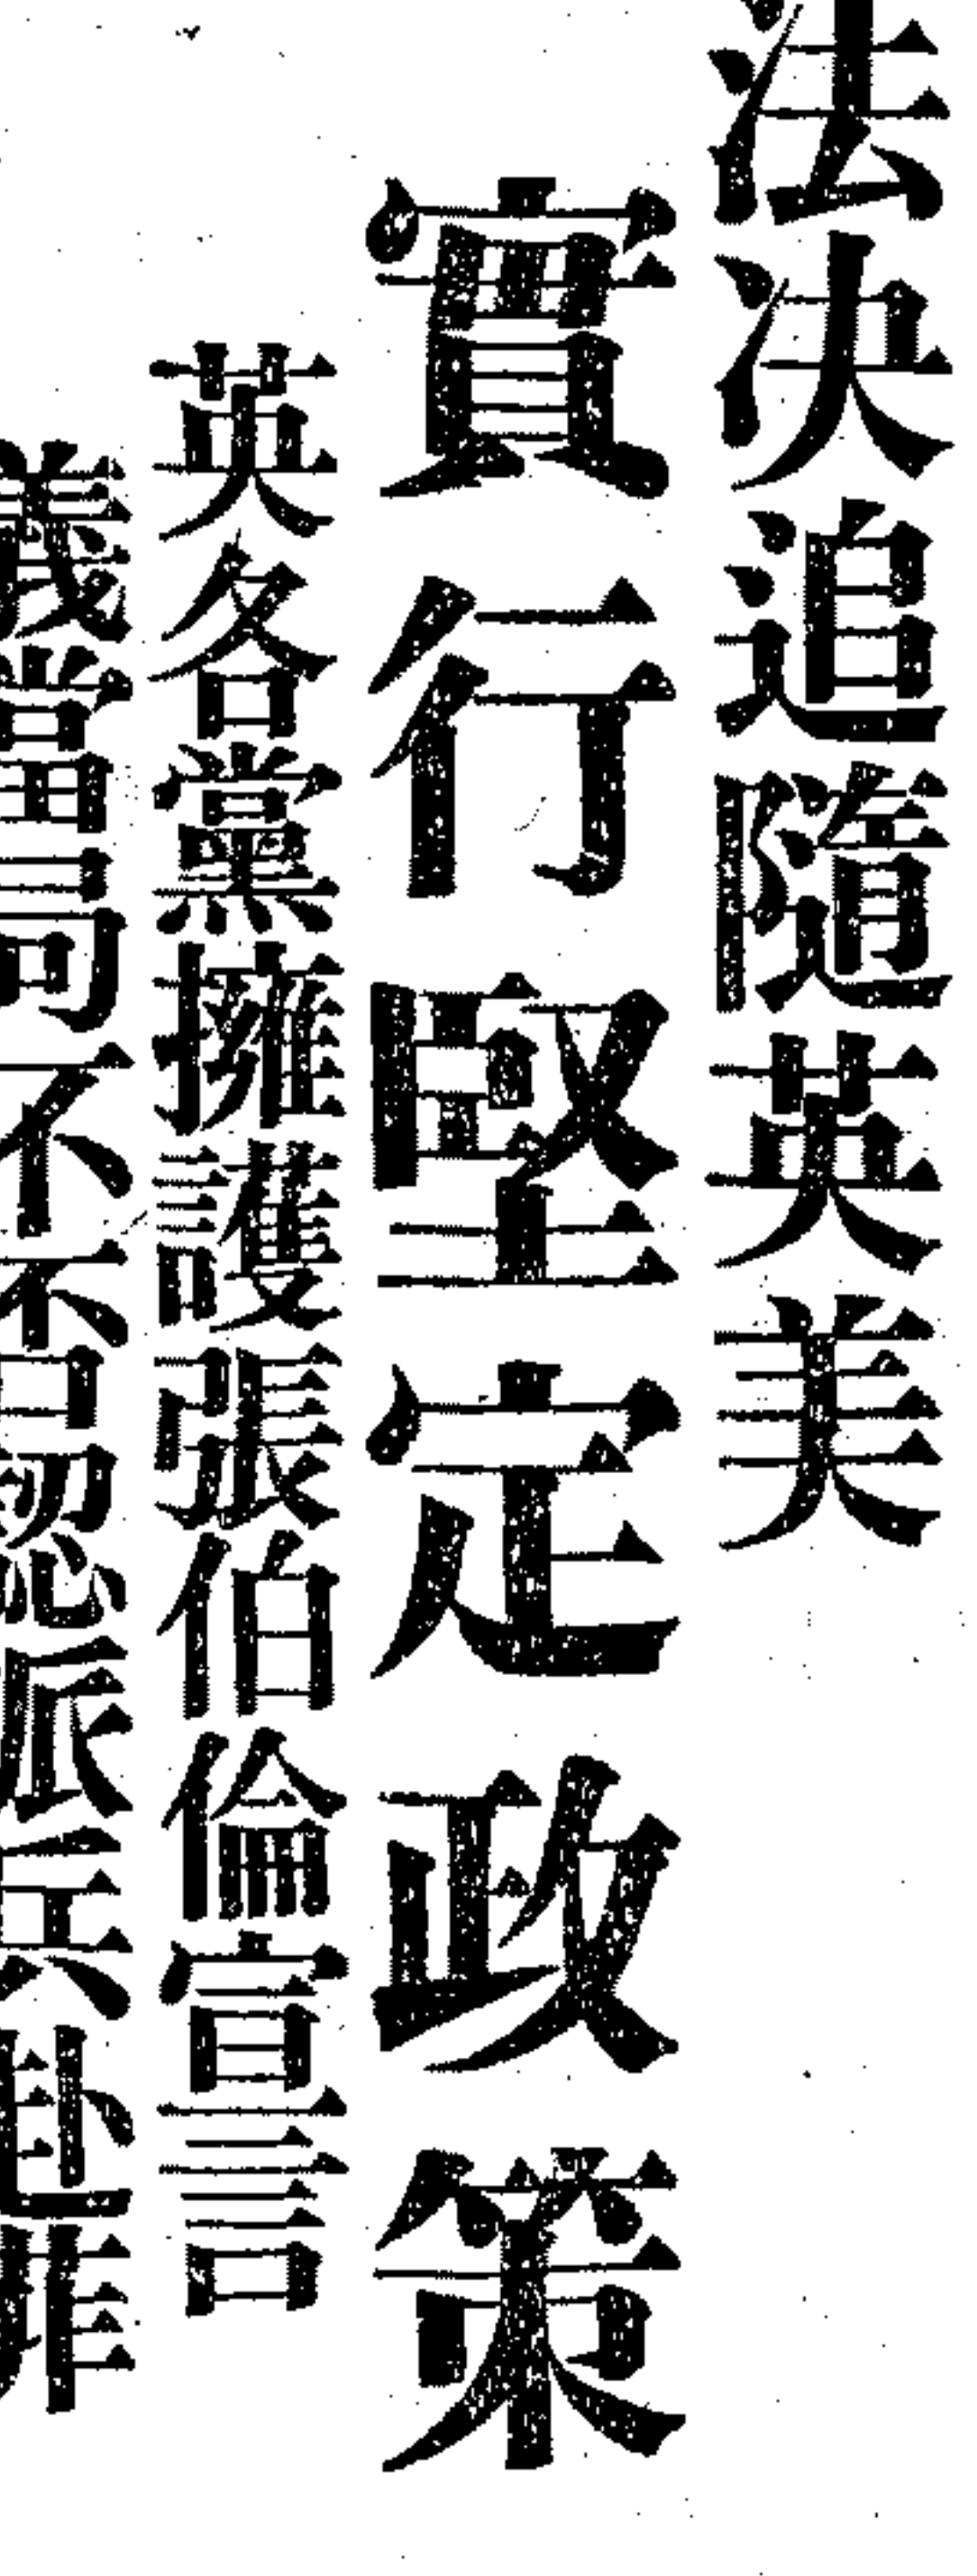 法決追隨英美
實行堅定政策
英各黨擁護張伯倫宣言
義當局不否認派兵赴非